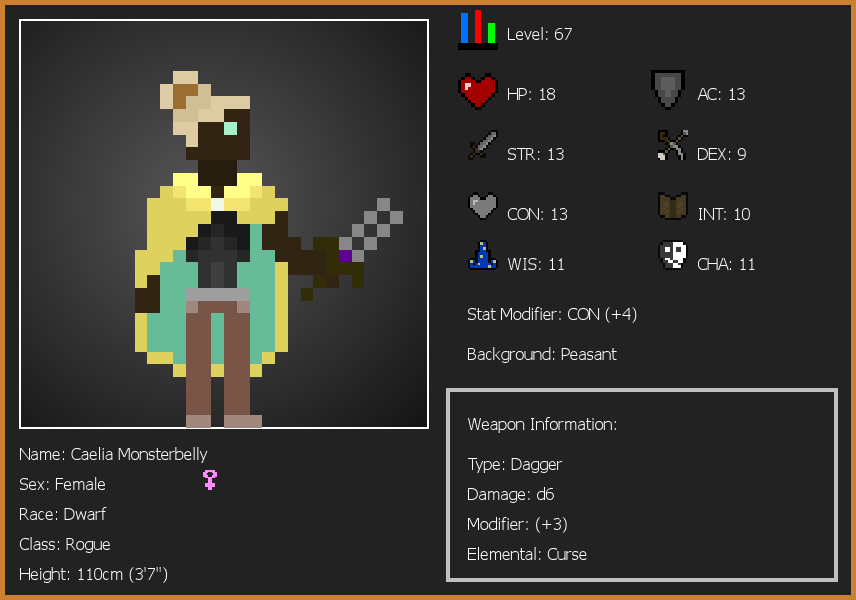 Level: 67
HP: 18
AC: 13
STR: 13
DEX: 9
CON: 13
INT: 10
WIS: 11
CHA: 11
Stat Modifier: CON (+4)
Background: Peasant
Weapon Information:
Type: Dagger
Damage: d6
Modifier: (+3)
Elemental: Curse
Name: Caelia Monsterbelly
Sex: Female
Race: Dwarf
Class: Rogue
Height: 110cm (3'7")